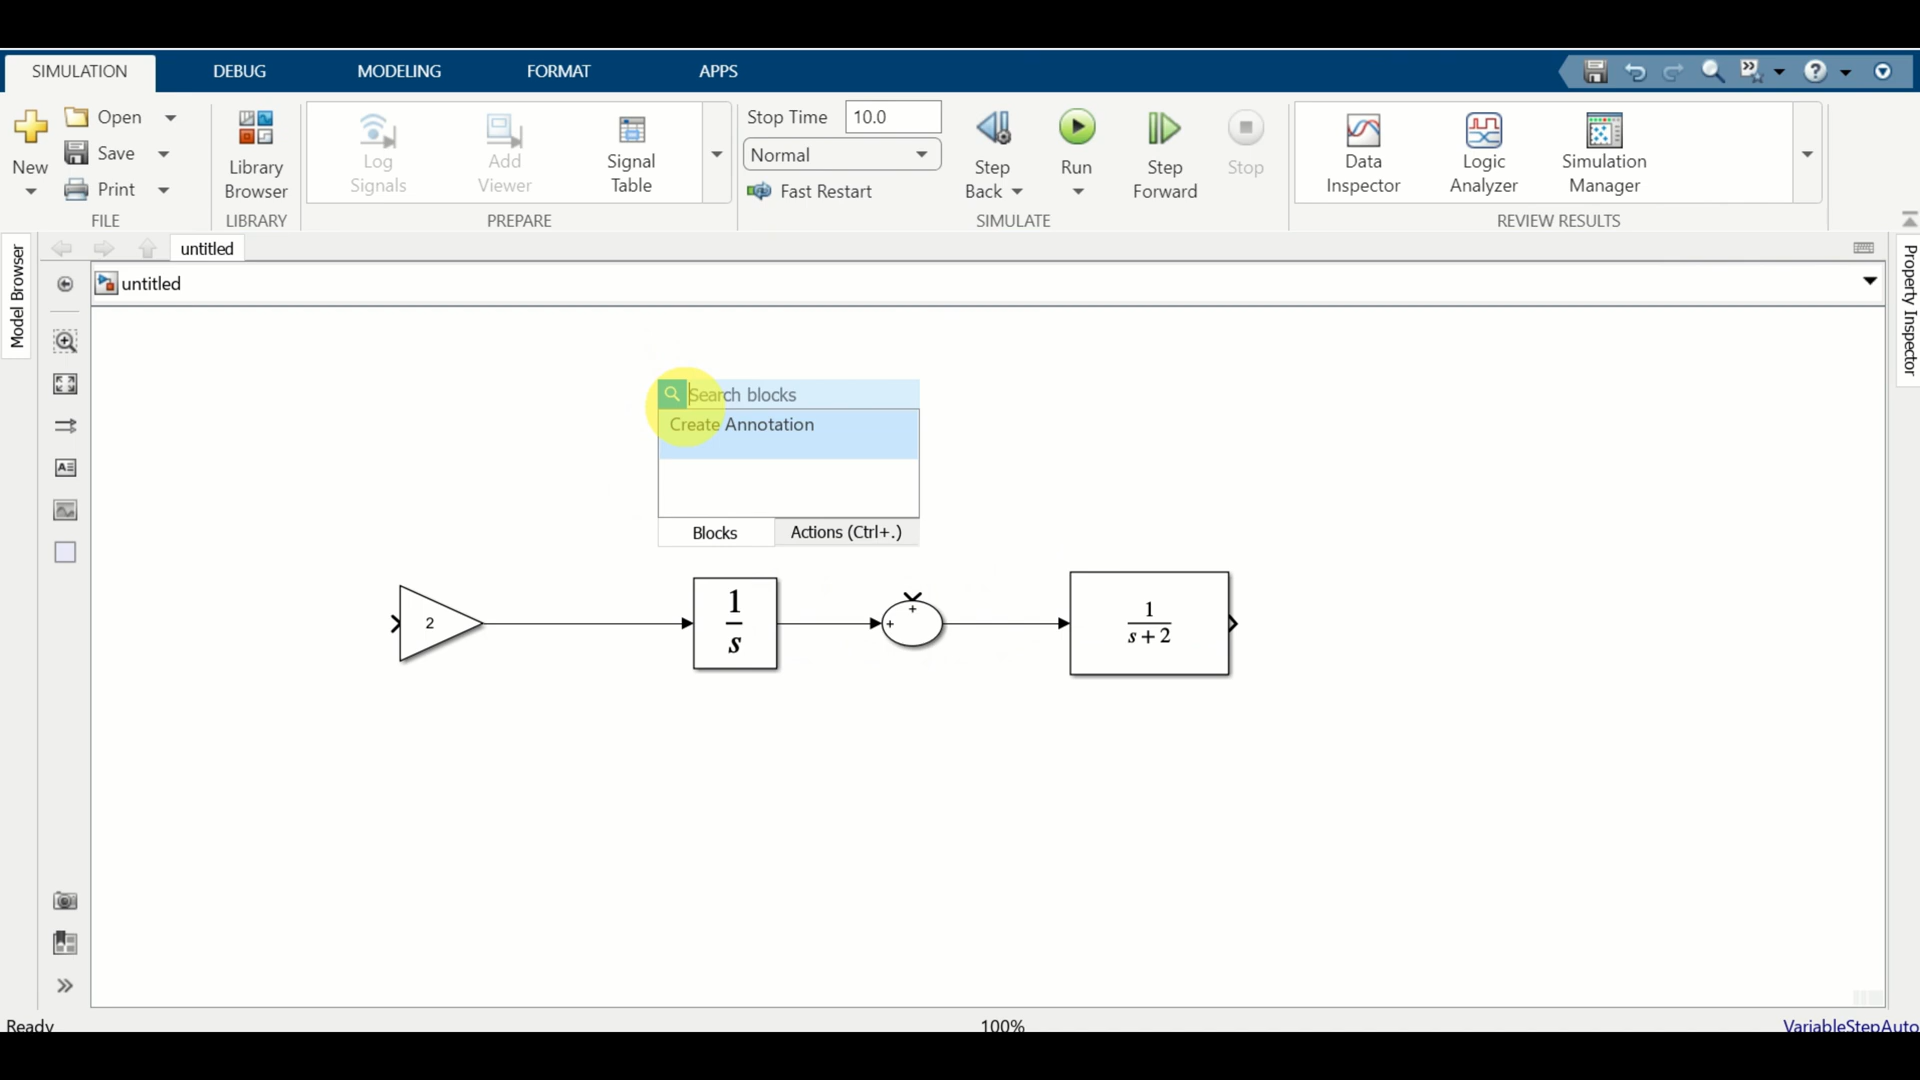 SIMULATION DEBUG MODELING FORMAT APPS
New
Open
Save
Print
FILE
Library
Browser
LIBRARY
Log
Signals
Add
Viewer
Signal
Table
PREPARE
Stop Time 10.0
Normal
Fast Restart
Step
Back
Run
Step
Forward
Stop
SIMULATE
Data
Inspector
Logic
Analyzer
Simulation
Manager
REVIEW RESULTS
Model Browser
untitled
untitled
Property Inspector
Search blocks
Create Annotation
Blocks Actions (Ctrl+.)
2
1
s
+
+
1
s+2
Ready 100% VariableStepAuto